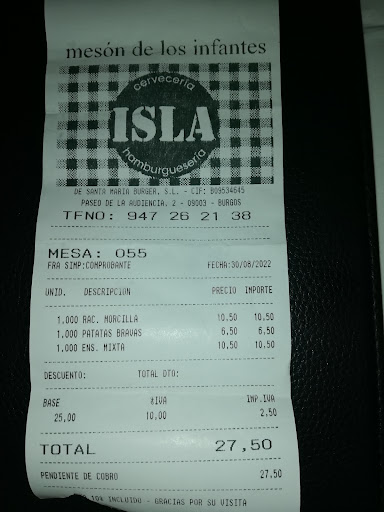 mesón de los infantes
cervecería
ISLA
hamburguesería
DE SANTA MARIA BURGER, S.L. - CIF: B09534645
PASEO DE LA AUDIENCIA, 2 - 09003 - BURGOS
TFNO: 947 26 21 38
MESA: 055
FRA SIMP:COMPROBANTE FECHA:30/08/2022
UNID. DESCRIPCION PRECIO IMPORTE
1.000 RAC. MORCILLA 10,50 10,50
1.000 PATATAS BRAVAS 6,50 6,50
1.000 ENS. MIXTA 10,50 10,50
DESCUENTO: TOTAL DTO:
BASE %IVA IMP.IVA
25,00 10,00 2,50
TOTAL 27,50
PENDIENTE DE COBRO 27,50
10% INCLUIDO - GRACIAS POR SU VISITA